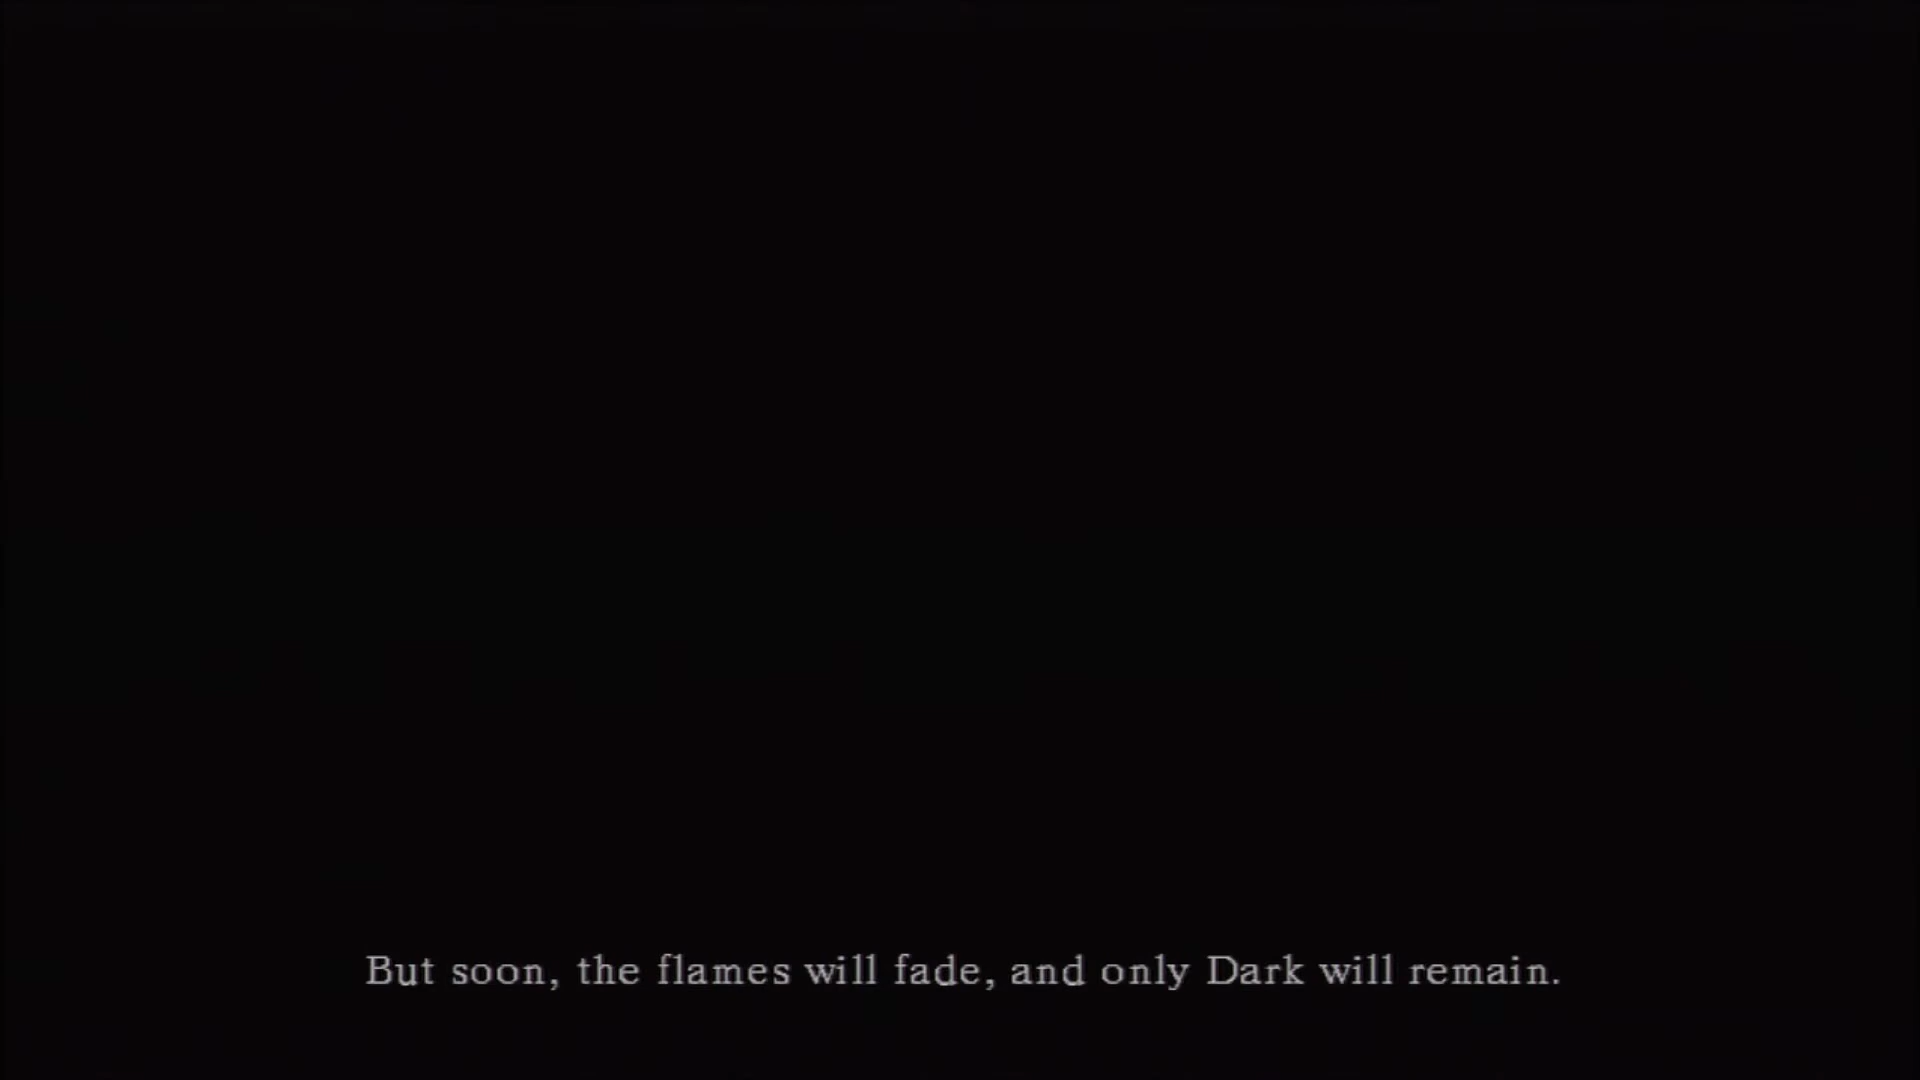 But soon, the flames will fade, and only Dark will remain.